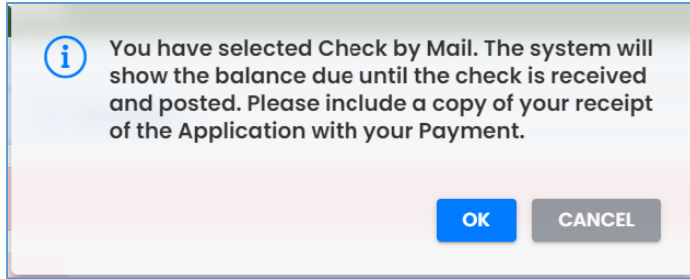 You have selected Check by Mail. The system will
show the balance due until the check is received
and posted. Please include a copy of your receipt
of the Application with your Payment.
OK CANCEL